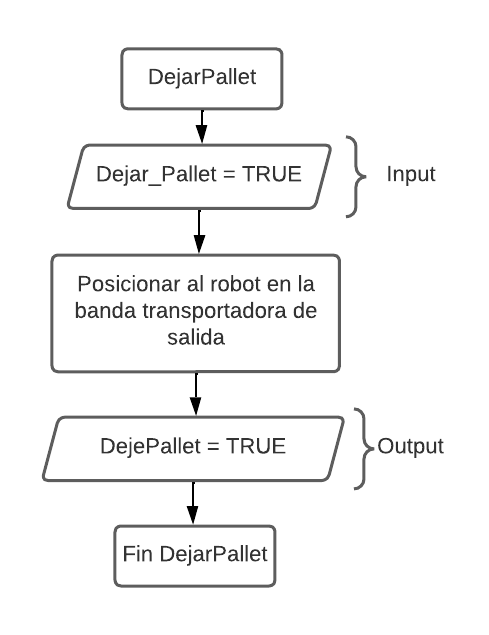 DejarPallet
Dejar_Pallet = TRUE
Input
Posicionar al robot en la
banda transportadora de
salida
DejePallet = TRUE
Output
Fin DejarPallet